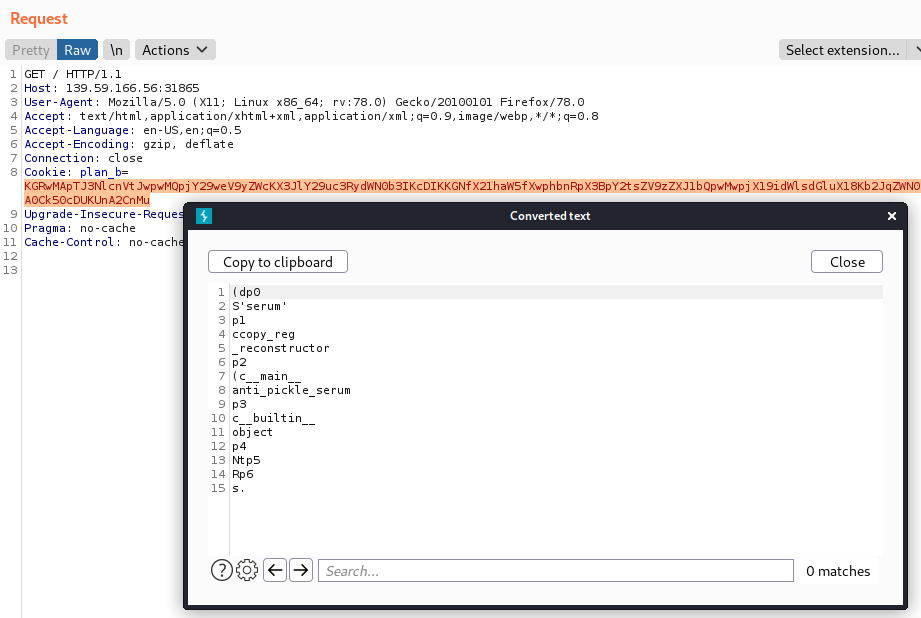 Request
Pretty Raw \n Actions Select extension...
1 GET / HTTP/1.1
2 Host: 139.59.166.56:31865
3 User-Agent: Mozilla/5.0 (X11; Linux x86_64; rv:78.0) Gecko/20100101 Firefox/78.0
4 Accept: text/html,application/xhtml+xml,application/xml;q=0.9,image/webp,*/*;q=0.8
5 Accept-Language: en-US,en;q=0.5
6 Accept-Encoding: gzip, deflate
7 Connection: close
8 Cookie: plan_b=
KGRwMApTJ3NlcnVtJwpwMQpjY29weV9yZWcKX3JlY29uc3RydWN0b3IKcDIKKGNfX21haW5fXwphbnRpX3BpY2tsZV9zZXJ1bQpwMwpjX19idWlsdGluX18Kb2JqZWN0
A0Ck50cDUKUnA2CnMu
9 Upgrade-Insecure-Reques
10 Pragma: no-cache
11 Cache-Control: no-cache
12
13
Converted text
Copy to clipboard Close
1 (dp0
2 S'serum'
3 p1
4 ccopy_reg
5 _reconstructor
6 p2
7 (c__main__
8 anti_pickle_serum
9 p3
10 c__builtin__
11 object
12 p4
13 Ntp5
14 Rp6
15 s.
Search... 0 matches